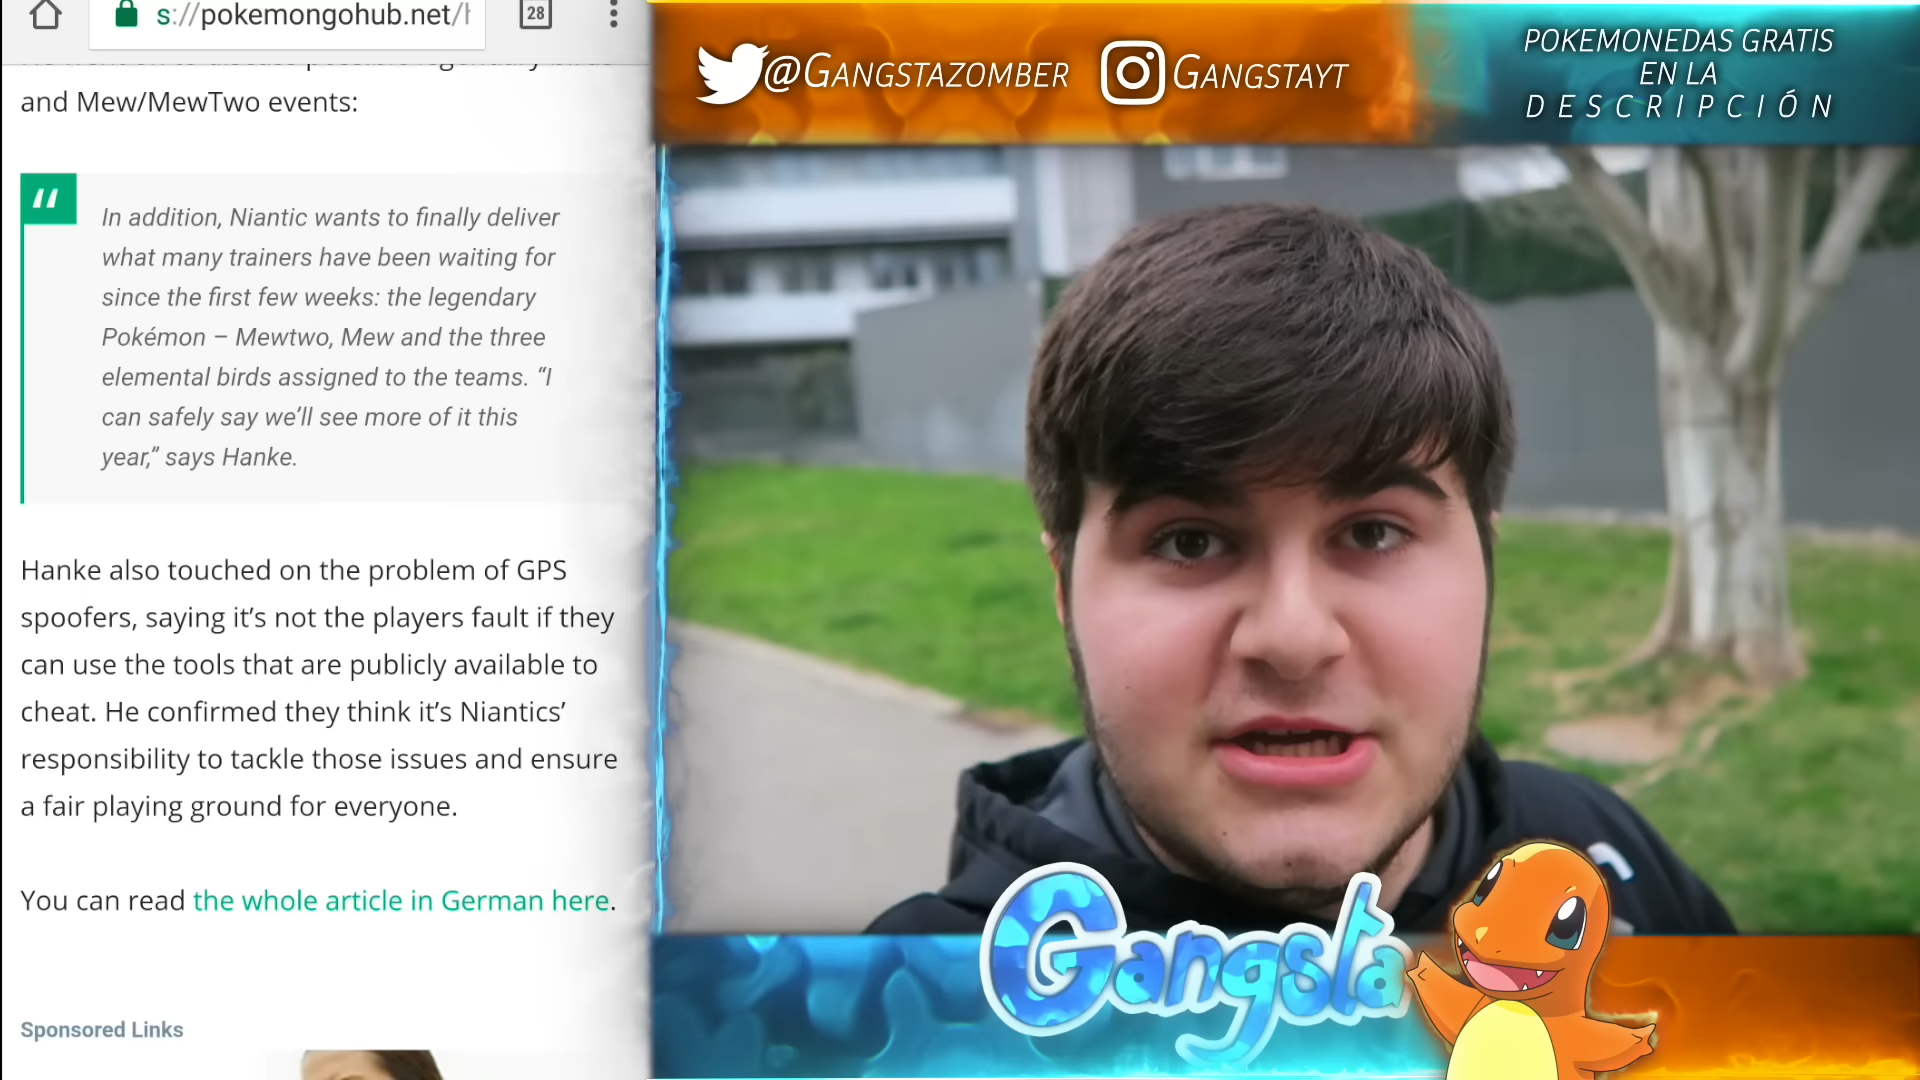 s://pokemongohub.net/h
28
and Mew/MewTwo events:
“
In addition, Niantic wants to finally deliver
what many trainers have been waiting for
since the first few weeks: the legendary
Pokémon – Mewtwo, Mew and the three
elemental birds assigned to the teams. “I
can safely say we’ll see more of it this
year,” says Hanke.
Hanke also touched on the problem of GPS
spoofers, saying it’s not the players fault if they
can use the tools that are publicly available to
cheat. He confirmed they think it’s Niantics’
responsibility to tackle those issues and ensure
a fair playing ground for everyone.
You can read the whole article in German here.
Sponsored Links
@GANGSTAZOMBER
GANGSTAYT
POKEMONEDAS GRATIS
EN LA
DESCRIPCIÓN
Gangsta